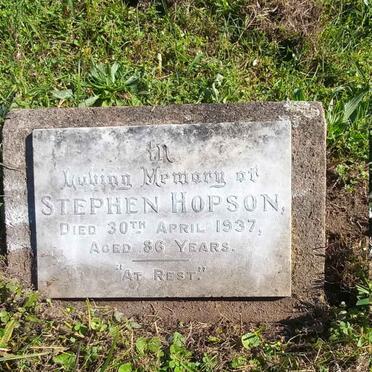 In
Loving Memory of
STEPHEN HOPSON,
DIED 30TH APRIL 1937,
AGED 86 YEARS.
"AT REST."